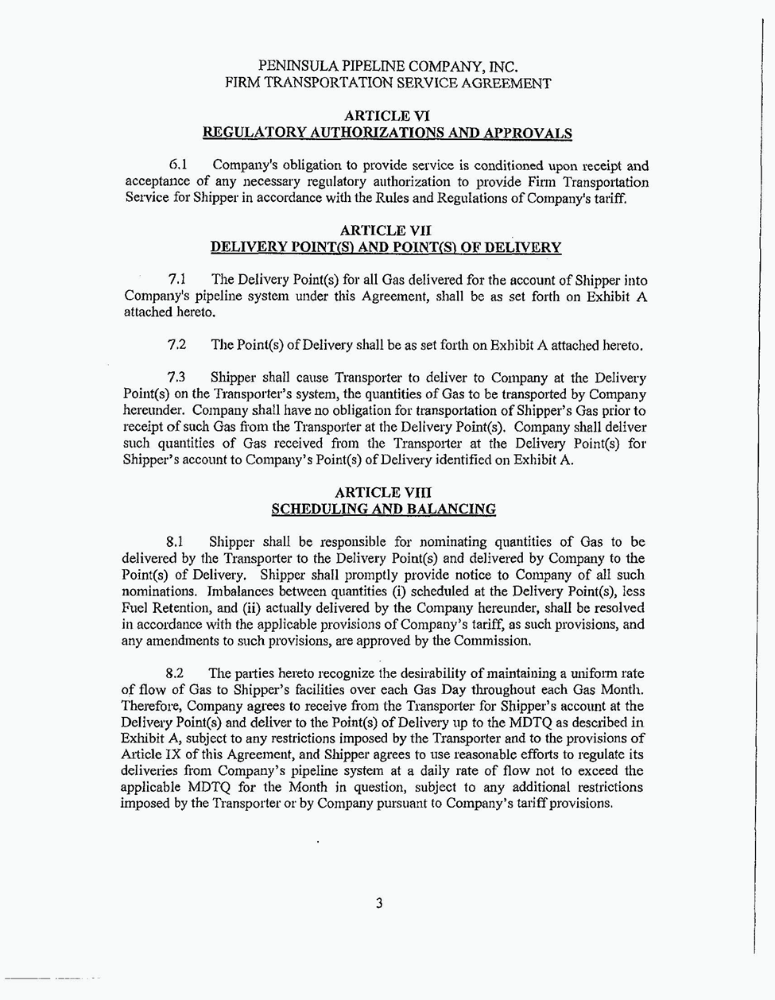 PENINSULA PIPELINE COMPANY, INC.
FIRM TRANSPORTATION SERVICE AGREEMENT
ARTICLE VI
REGULATORY AUTHORIZATIONS AND APPROVALS
6.1 Company's obligation to provide service is conditioned upon receipt and
acceptance of any necessary regulatory authorization to provide Firm Transportation
Service for Shipper in accordance with the Rules and Regulations of Company's tariff.
ARTICLE VII
DELIVERY POINT(S) AND POINT(S) OF DELIVERY
7.1 The Delivery Point(s) for all Gas delivered for the account of Shipper into
Company's pipeline system under this Agreement, shall be as set forth on Exhibit A
attached hereto.
7.2 The Point(s) of Delivery shall be as set forth on Exhibit A attached hereto.
7.3 Shipper shall cause Transporter to deliver to Company at the Delivery
Point(s) on the Transporter's system, the quantities of Gas to be transported by Company
hereunder. Company shall have no obligation for transportation of Shipper's Gas prior to
receipt of such Gas from the Transporter at the Delivery Point(s). Company shall deliver
such quantities of Gas received from the Transporter at the Delivery Point(s) for
Shipper's account to Company's Point(s) of Delivery identified on Exhibit A.
ARTICLE VIII
SCHEDULING AND BALANCING
8.1 Shipper shall be responsible for nominating quantities of Gas to be
delivered by the Transporter to the Delivery Point(s) and delivered by Company to the
Point(s) of Delivery. Shipper shall promptly provide notice to Company of all such
nominations. Imbalances between quantities (i) scheduled at the Delivery Point(s), less
Fuel Retention, and (ii) actually delivered by the Company hereunder, shall be resolved
in accordance with the applicable provisions of Company's tariff, as such provisions, and
any amendments to such provisions, are approved by the Commission.
8.2 The parties hereto recognize the desirability of maintaining a uniform rate
of flow of Gas to Shipper's facilities over each Gas Day throughout each Gas Month.
Therefore, Company agrees to receive from the Transporter for Shipper's account at the
Delivery Point(s) and deliver to the Point(s) of Delivery up to the MDTQ as described in
Exhibit A, subject to any restrictions imposed by the Transporter and to the provisions of
Article IX of this Agreement, and Shipper agrees to use reasonable efforts to regulate its
deliveries from Company's pipeline system at a daily rate of flow not to exceed the
applicable MDTQ for the Month in question, subject to any additional restrictions
imposed by the Transporter or by Company pursuant to Company's tariff provisions.
3